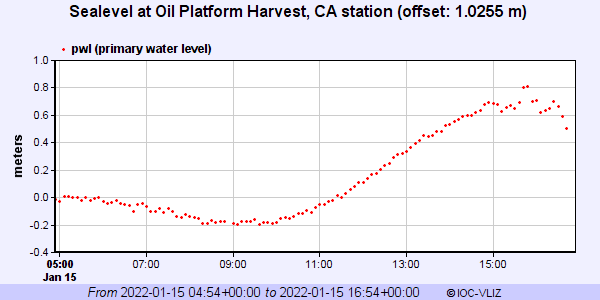 Sealevel at Oil Platform Harvest, CA station (offset: 1.0255 m)
pwl (primary water level)
meters
1.0
0.8
0.6
0.4
0.2
0.0
-0.2
-0.4
05:00 07:00 09:00 11:00 13:00 15:00
Jan 15
From 2022-01-15 04:54+00:00 to 2022-01-15 16:54+00:00 © IOC-VLIZ